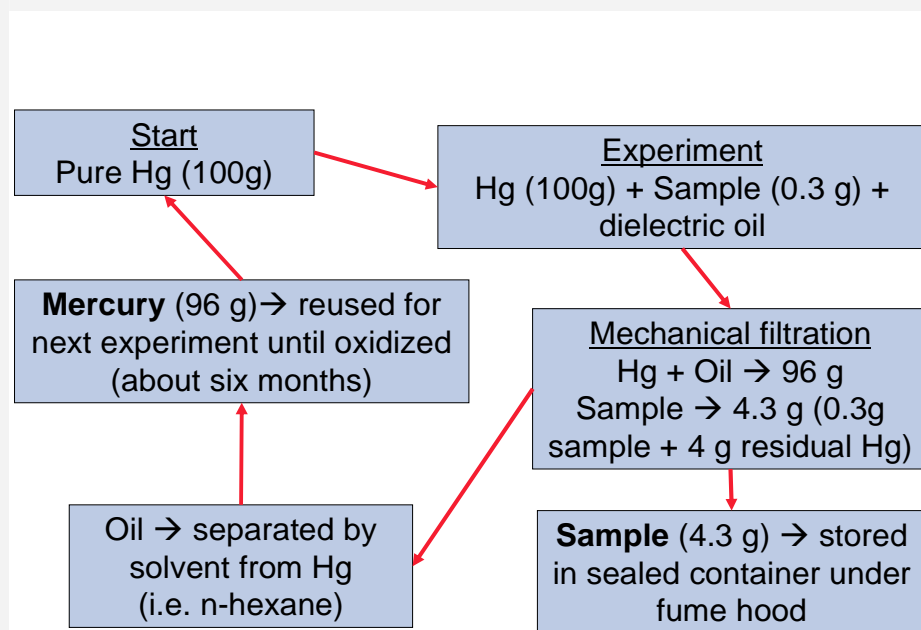 Start
Pure Hg (100g)
Experiment
Hg (100g) + Sample (0.3 g) +
dielectric oil
Mechanical filtration
Hg + Oil → 96 g
Sample → 4.3 g (0.3g
sample + 4 g residual Hg)
Sample (4.3 g) → stored
in sealed container under
fume hood
Oil → separated by
solvent from Hg
(i.e. n-hexane)
Mercury (96 g)→ reused for
next experiment until oxidized
(about six months)